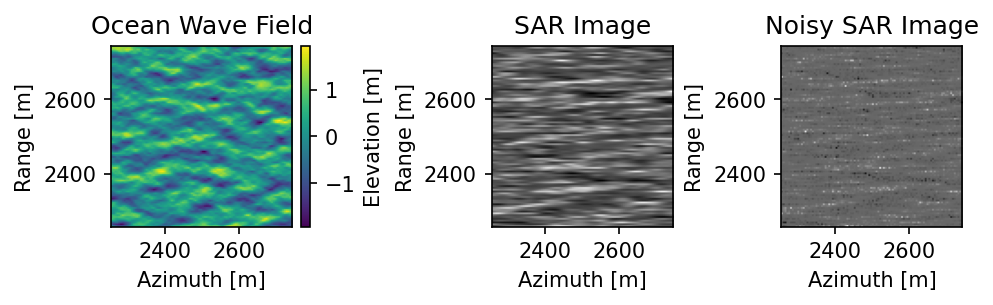 Ocean Wave Field
SAR Image
Noisy SAR Image
Range [m]
2600
2400
2400 2600
Azimuth [m]
1
0
−1
Elevation [m]
Range [m]
2600
2400
2400 2600
Azimuth [m]
Range [m]
2600
2400
2400 2600
Azimuth [m]